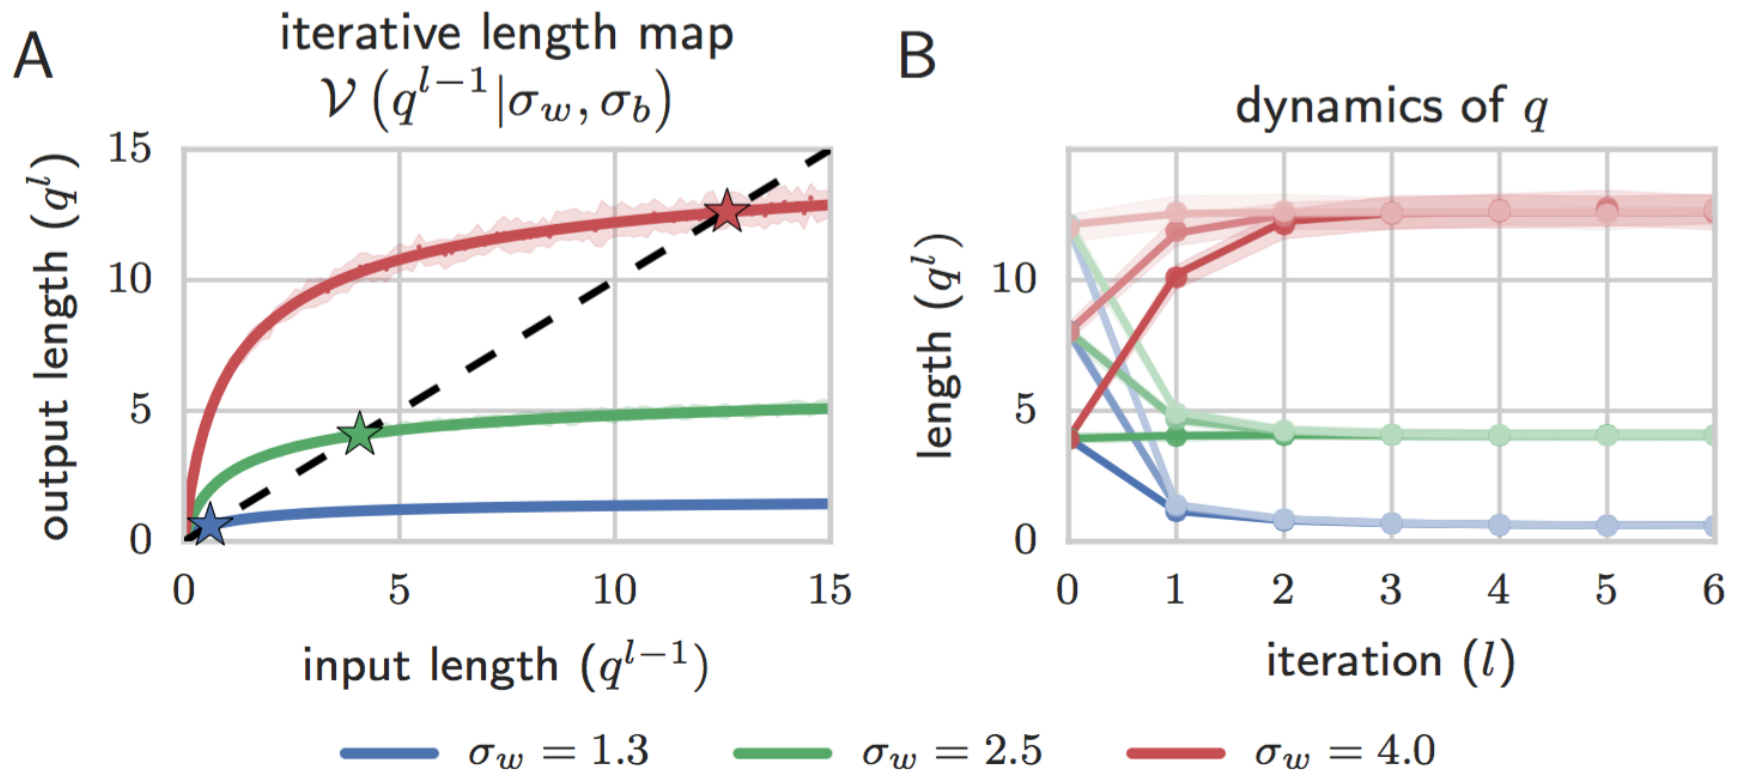 A
iterative length map
𝒱 (q^{l−1}|σ_w, σ_b)
15
10
5
0
output length (q^l)
0 5 10 15
input length (q^{l−1})
B
dynamics of q
10
5
0
length (q^l)
0 1 2 3 4 5 6
iteration (l)
σ_w = 1.3 σ_w = 2.5 σ_w = 4.0